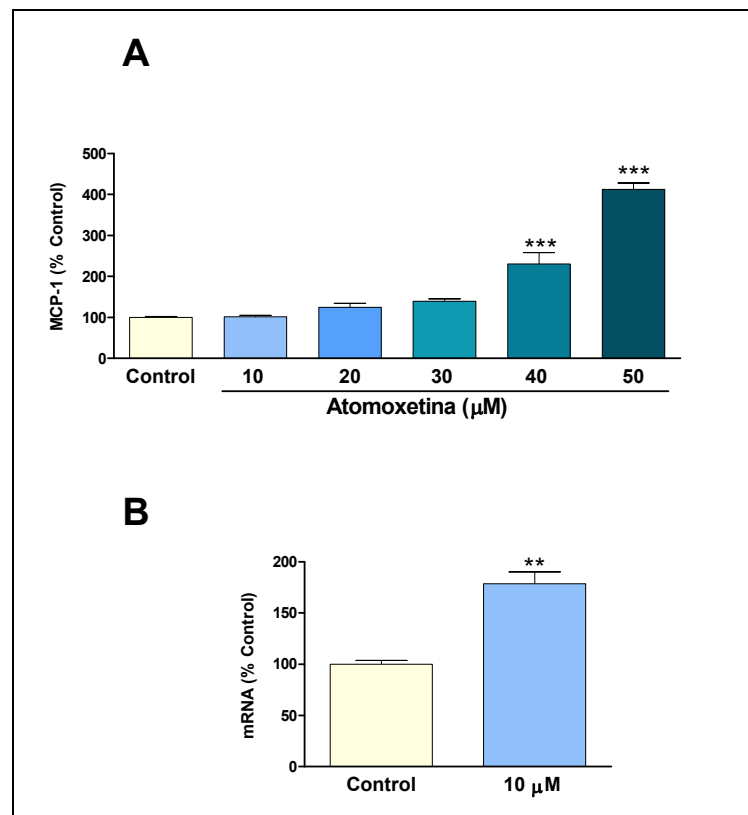 A
MCP-1 (% Control)
500
400
300
200
100
0
***
***
Control 10 20 30 40 50
Atomoxetina (μM)
B
mRNA (% Control)
200
150
100
50
0
**
Control 10 μM